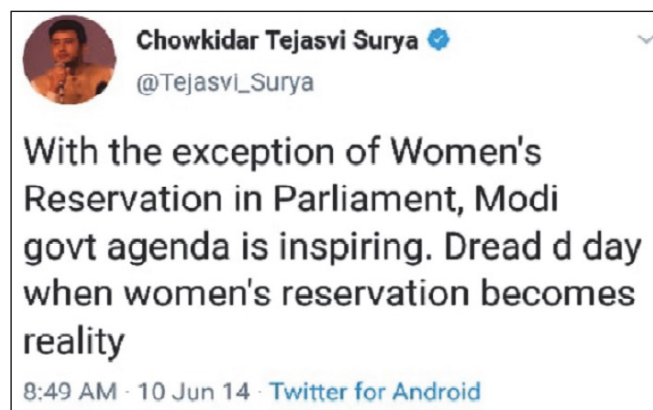 Chowkidar Tejasvi Surya
@Tejasvi_Surya
With the exception of Women's
Reservation in Parliament, Modi
govt agenda is inspiring. Dread d day
when women's reservation becomes
reality
8:49 AM · 10 Jun 14 · Twitter for Android